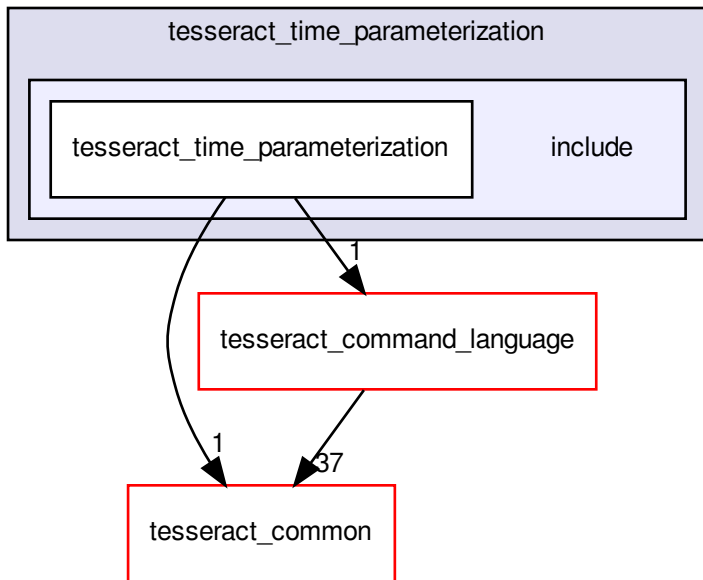 tesseract_time_parameterization
tesseract_time_parameterization
include
1
tesseract_command_language
1
37
tesseract_common